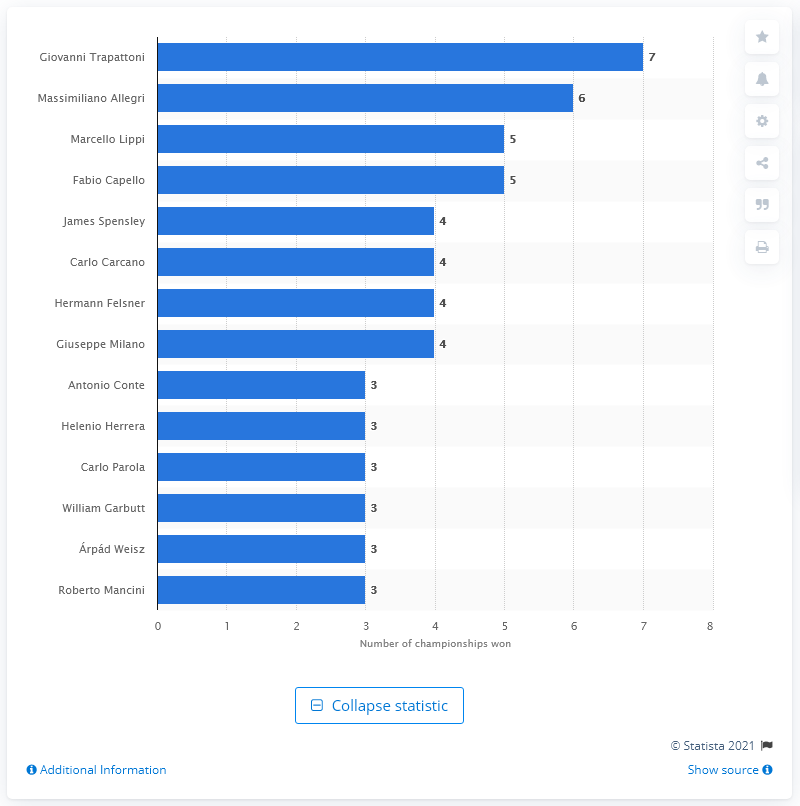 Giovanni Trapattoni 7
Massimiliano Allegri 6
Marcello Lippi 5
Fabio Capello 5
James Spensley 4
Carlo Carcano 4
Hermann Felsner 4
Giuseppe Milano 4
Antonio Conte 3
Helenio Herrera 3
Carlo Parola 3
William Garbutt 3
Árpád Weisz 3
Roberto Mancini 3
0 1 2 3 4 5 6 7 8
Number of championships won
Collapse statistic
© Statista 2021
Additional Information Show source